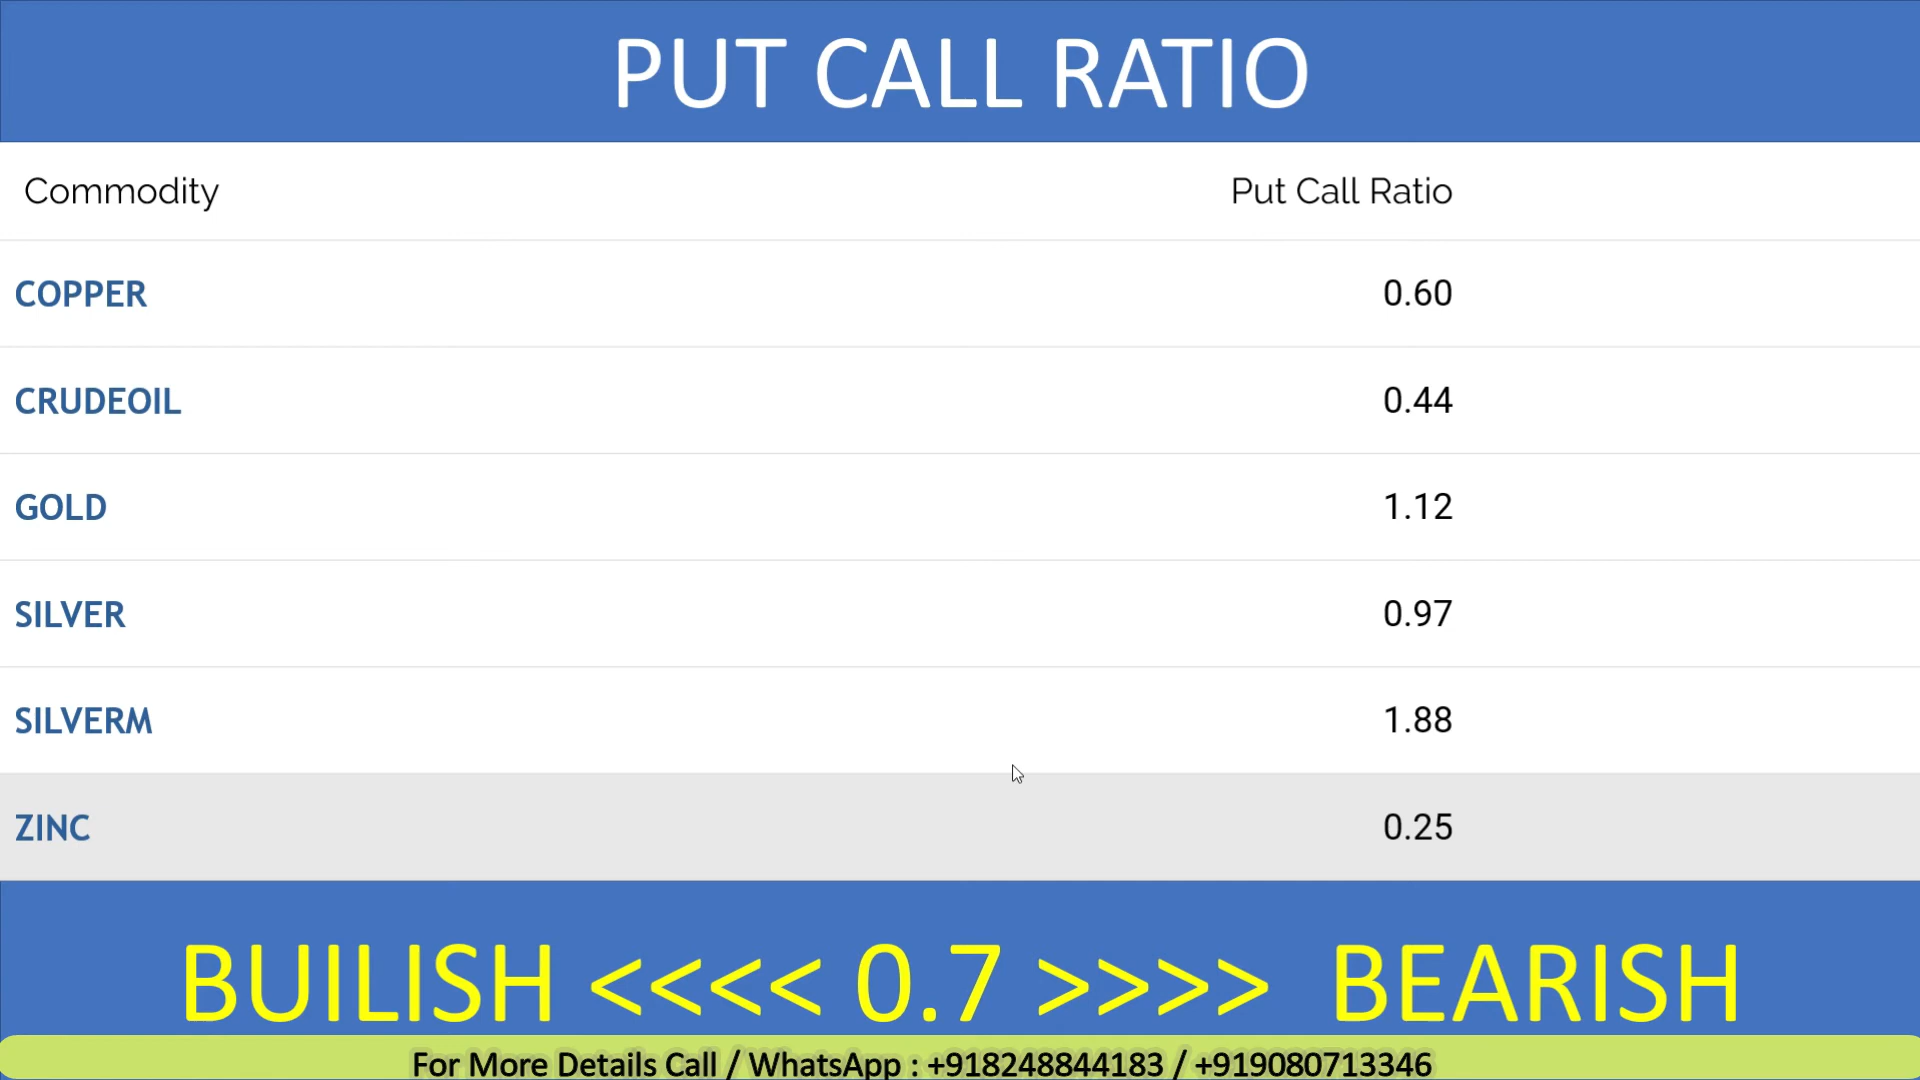 PUT CALL RATIO
Commodity Put Call Ratio
COPPER 0.60
CRUDEOIL 0.44
GOLD 1.12
SILVER 0.97
SILVERM 1.88
ZINC 0.25
BUILISH <<<< 0.7 >>>> BEARISH
For More Details Call / WhatsApp : +918248844183 / +919080713346